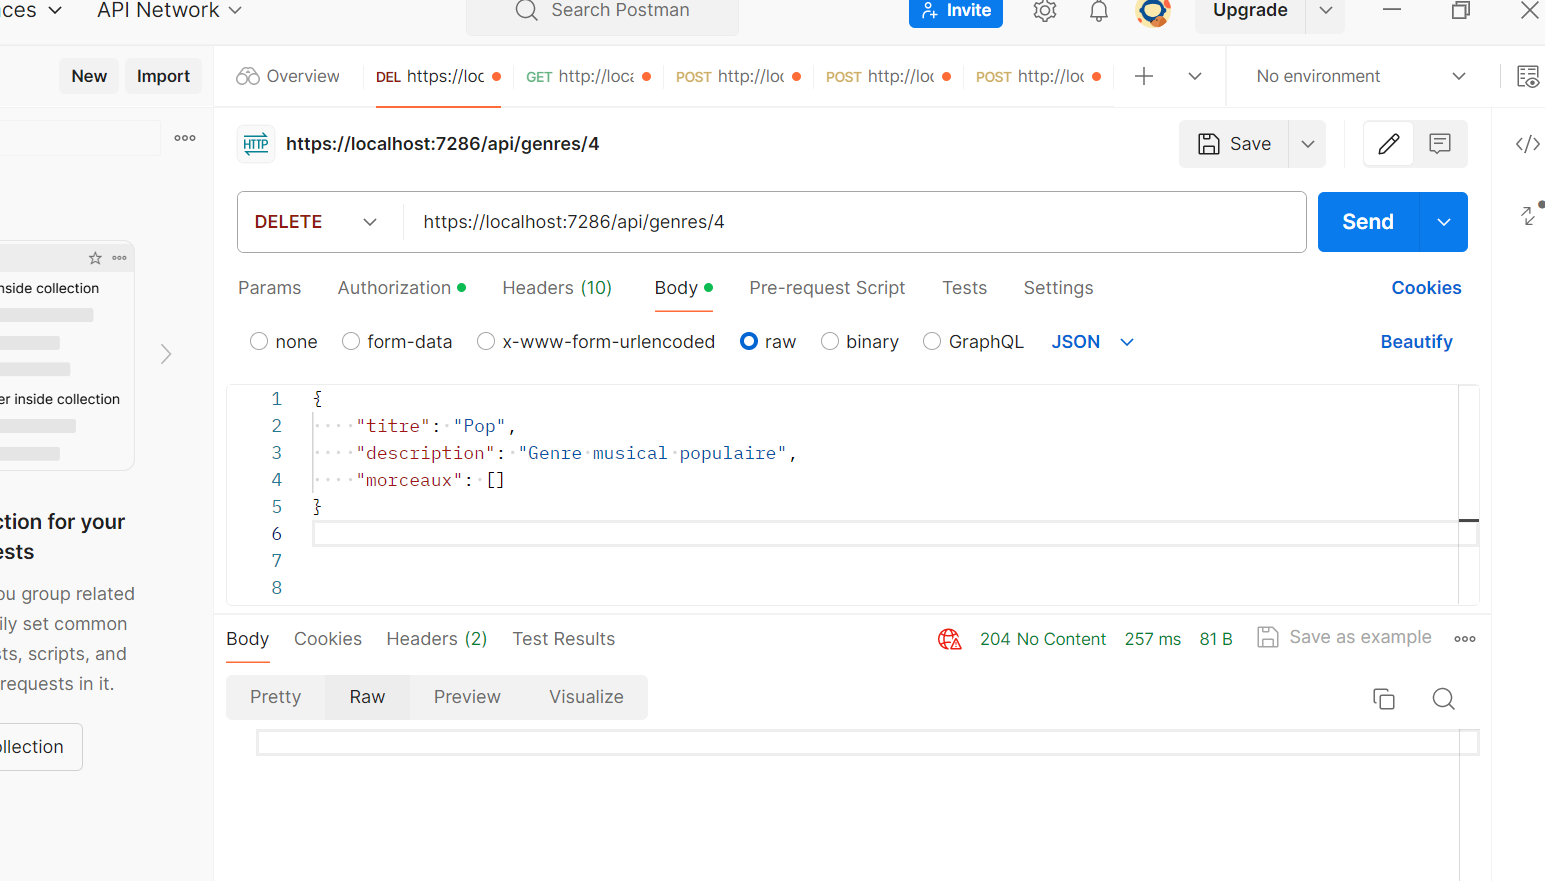 ces API Network Search Postman Invite Upgrade
New Import Overview DEL https://loc GET http://loca POST http://loc POST http://loc POST http://loc No environment
HTTP https://localhost:7286/api/genres/4 Save
DELETE https://localhost:7286/api/genres/4 Send
Params Authorization Headers (10) Body Pre-request Script Tests Settings Cookies
none form-data x-www-form-urlencoded raw binary GraphQL JSON Beautify
nside collection
er inside collection
ction for your
ests
ou group related
ily set common
ts, scripts, and
requests in it.
ollection
1 {
2 "titre": "Pop",
3 "description": "Genre musical populaire",
4 "morceaux": []
5 }
6
7
8
Body Cookies Headers (2) Test Results 204 No Content 257 ms 81 B Save as example
Pretty Raw Preview Visualize